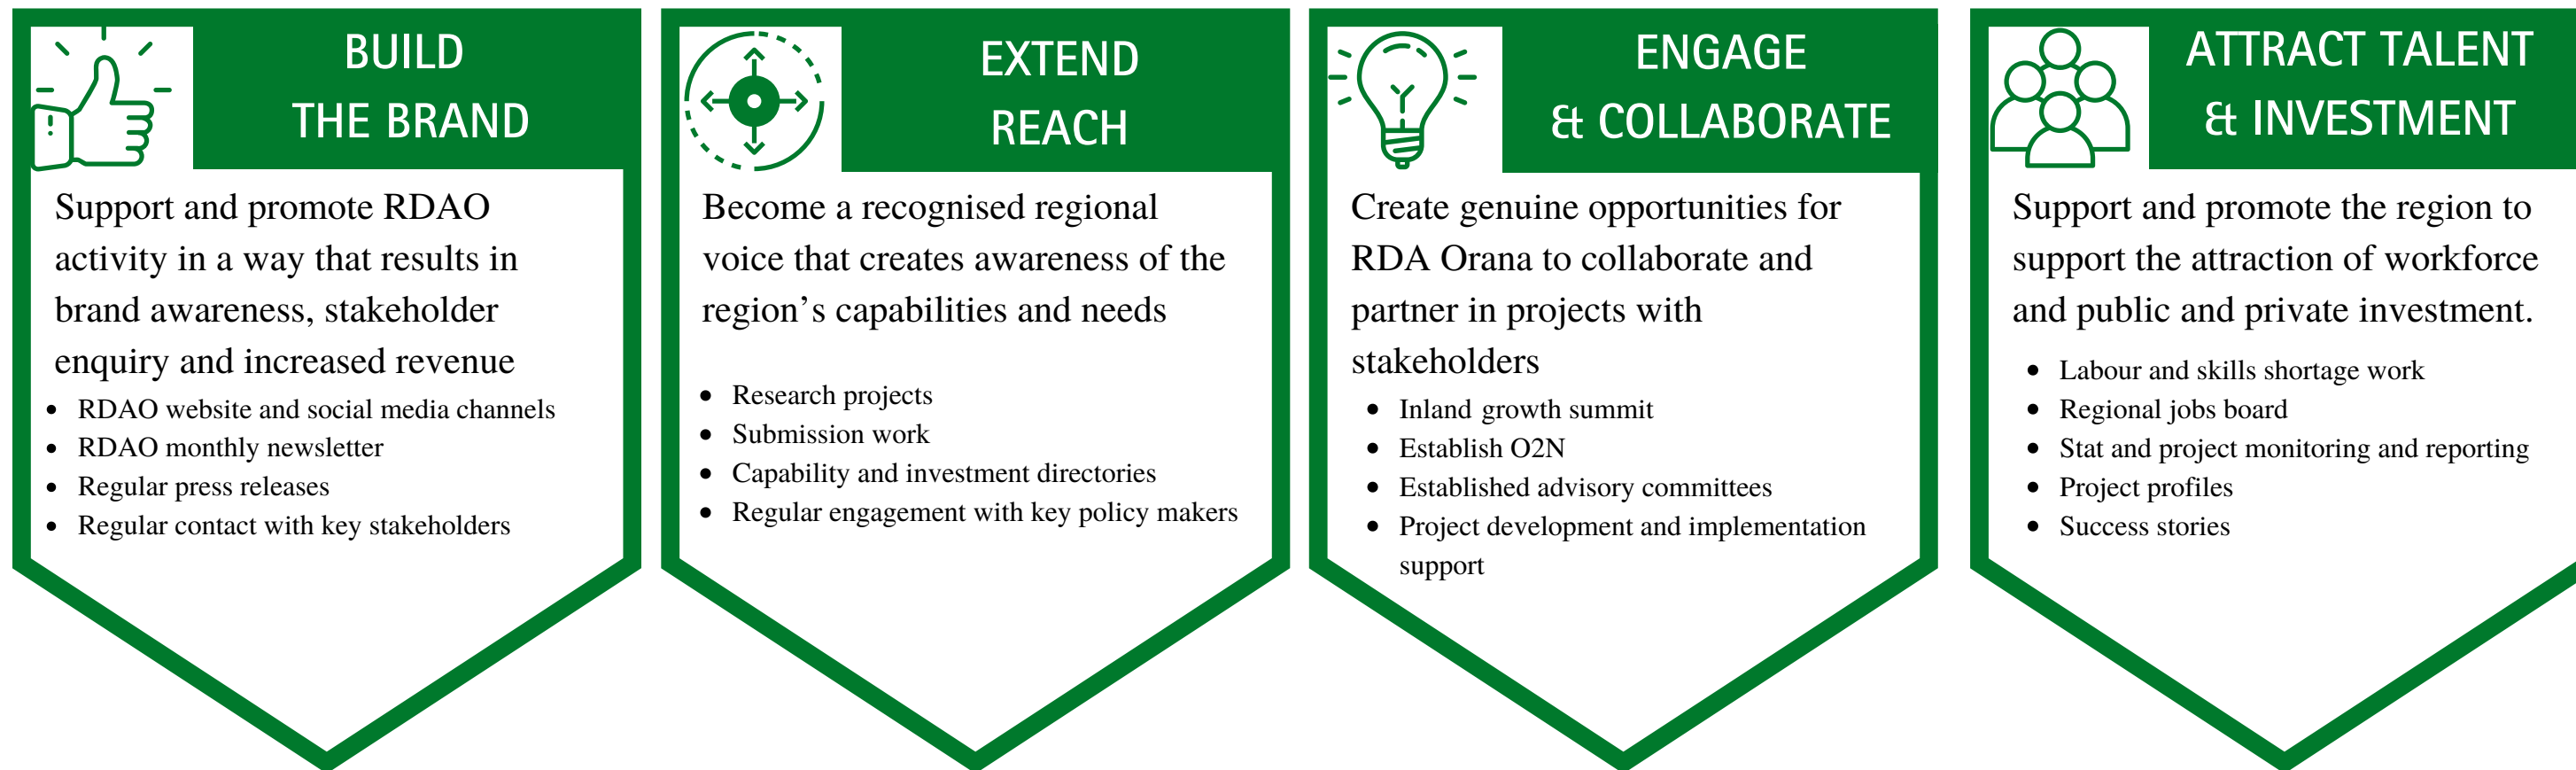 BUILD
THE BRAND
Support and promote RDAO
activity in a way that results in
brand awareness, stakeholder
enquiry and increased revenue
• RDAO website and social media channels
• RDAO monthly newsletter
• Regular press releases
• Regular contact with key stakeholders
EXTEND
REACH
Become a recognised regional
voice that creates awareness of the
region’s capabilities and needs
• Research projects
• Submission work
• Capability and investment directories
• Regular engagement with key policy makers
ENGAGE
& COLLABORATE
Create genuine opportunities for
RDA Orana to collaborate and
partner in projects with
stakeholders
• Inland growth summit
• Establish O2N
• Established advisory committees
• Project development and implementation
support
ATTRACT TALENT
& INVESTMENT
Support and promote the region to
support the attraction of workforce
and public and private investment.
• Labour and skills shortage work
• Regional jobs board
• Stat and project monitoring and reporting
• Project profiles
• Success stories